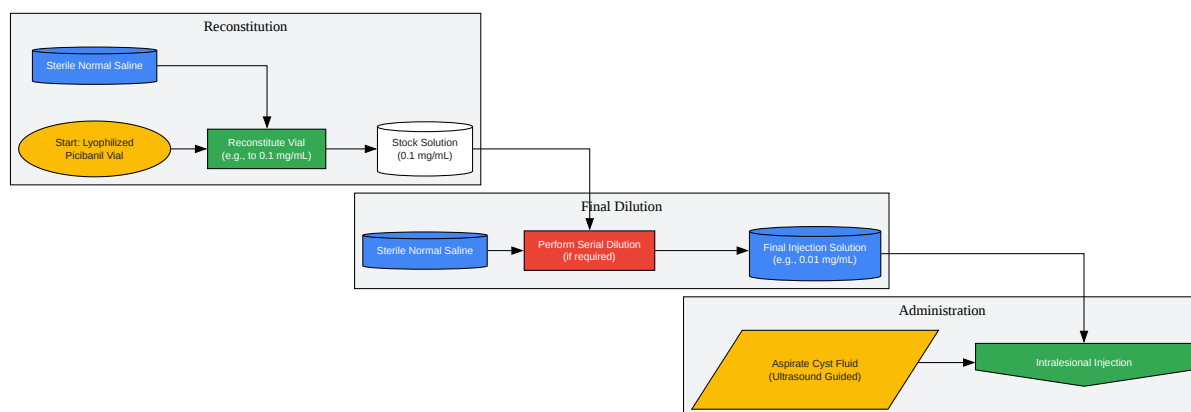 Reconstitution
Sterile Normal Saline
Start: Lyophilized
Picibanil Vial
Reconstitute Vial
(e.g., to 0.1 mg/mL)
Stock Solution
(0.1 mg/mL)
Final Dilution
Sterile Normal Saline
Perform Serial Dilution
(if required)
Final Injection Solution
(e.g., 0.01 mg/mL)
Administration
Aspirate Cyst Fluid
(Ultrasound Guided)
Intralesional Injection